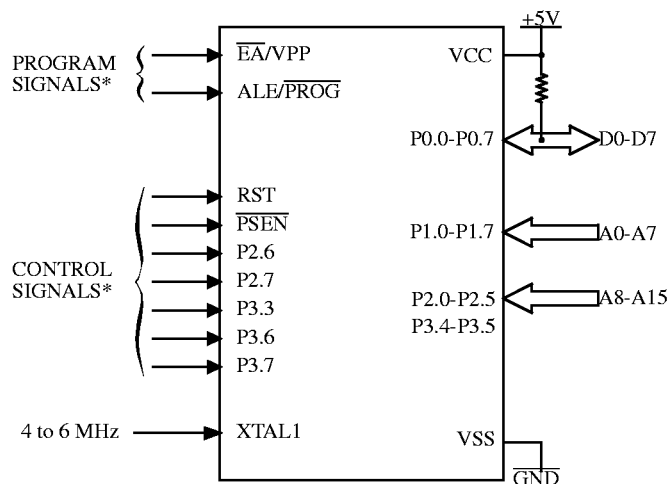 +5V
PROGRAM
SIGNALS*
EA/VPP
ALE/PROG
VCC
P0.0-P0.7
D0-D7
CONTROL
SIGNALS*
RST
PSEN
P2.6
P2.7
P3.3
P3.6
P3.7
P1.0-P1.7
A0-A7
P2.0-P2.5
A8-A15
P3.4-P3.5
4 to 6 MHz
XTAL1
VSS
GND